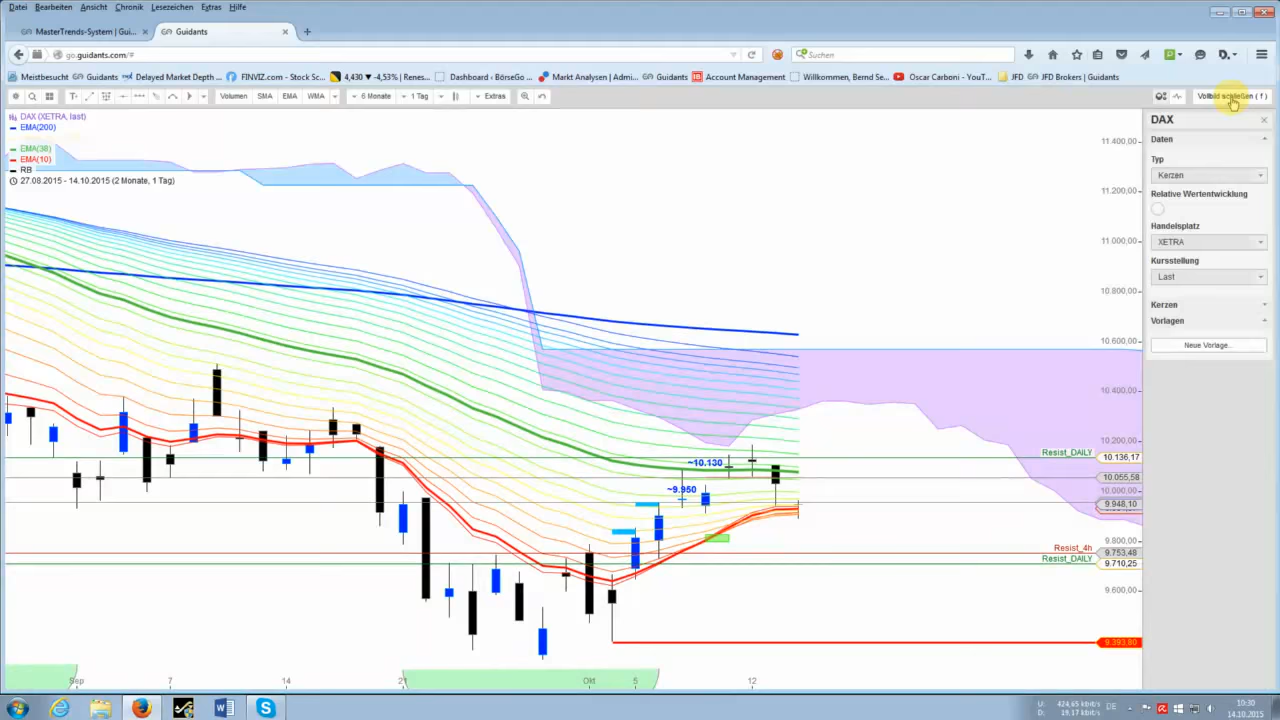 Datei Bearbeiten Ansicht Chronik Lesezeichen Extras Hilfe
MasterTrends-System | Gui... × Guidants × +
go.guidants.com/# Suchen
Meistbesucht Guidants Delayed Market Depth ... FINVIZ.com - Stock Sc... 4,430 ▾ -4,53% | Renes... Dashboard - BörseGo ... Markt Analysen | Admi... Guidants Account Management Willkommen, Bernd Se... Oscar Carboni - YouT... JFD JFD Brokers | Guidants
Volumen SMA EMA WMA 6 Monate 1 Tag Extras Vollbild schließen ( f )
DAX (XETRA, last)
EMA(200)
EMA(38)
EMA(10)
RB
27.08.2015 - 14.10.2015 (2 Monate, 1 Tag)
DAX ×
Daten
Typ
Kerzen
Relative Wertentwicklung
Handelsplatz
XETRA
Kursstellung
Last
Kerzen
Vorlagen
Neue Vorlage...
11.400,00
11.200,00
11.000,00
10.800,00
10.600,00
10.400,00
10.200,00
Resist_DAILY 10.136,17
~10.130
10.055,58
~9.950
10.000,00
9.948,10
9.800,00
Resist_4h 9.753,48
Resist_DAILY 9.710,25
9.600,00
9.393,80
Sep 7 14 21 Okt 5 12
U: 424,65 kbit/s DE 10:30
D: 19,17 kbit/s 14.10.2015